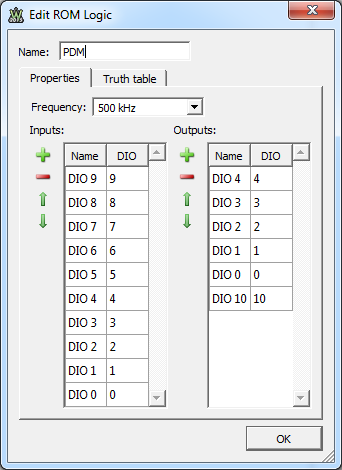 Edit ROM Logic
Name: PDM
Properties Truth table
Frequency: 500 kHz
Inputs: Outputs:
Name DIO
DIO 9 9
DIO 8 8
DIO 7 7
DIO 6 6
DIO 5 5
DIO 4 4
DIO 3 3
DIO 2 2
DIO 1 1
DIO 0 0
Name DIO
DIO 4 4
DIO 3 3
DIO 2 2
DIO 1 1
DIO 0 0
DIO 10 10
OK